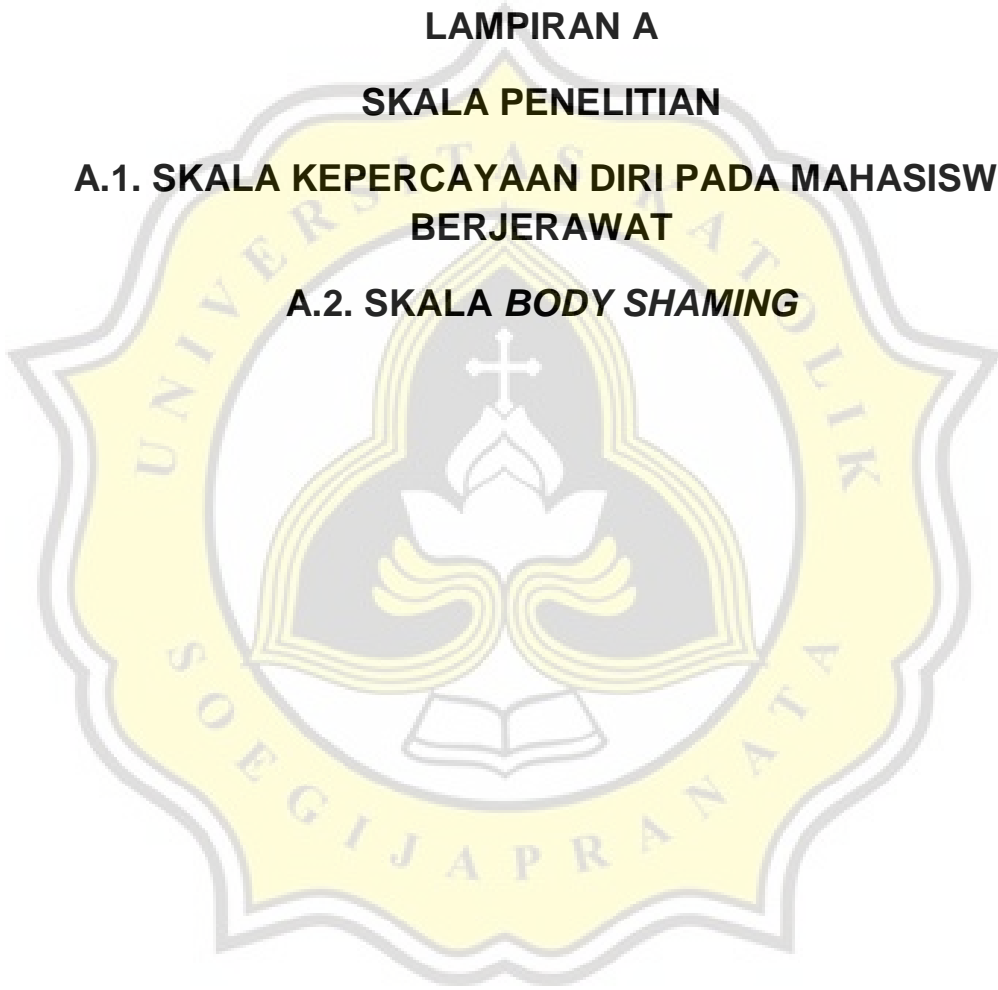 LAMPIRAN A
SKALA PENELITIAN
A.1. SKALA KEPERCAYAAN DIRI PADA MAHASISW
BERJERAWAT
A.2. SKALA BODY SHAMING
UNIVERSITAS KATOLIK
SOEGIJAPRANATA